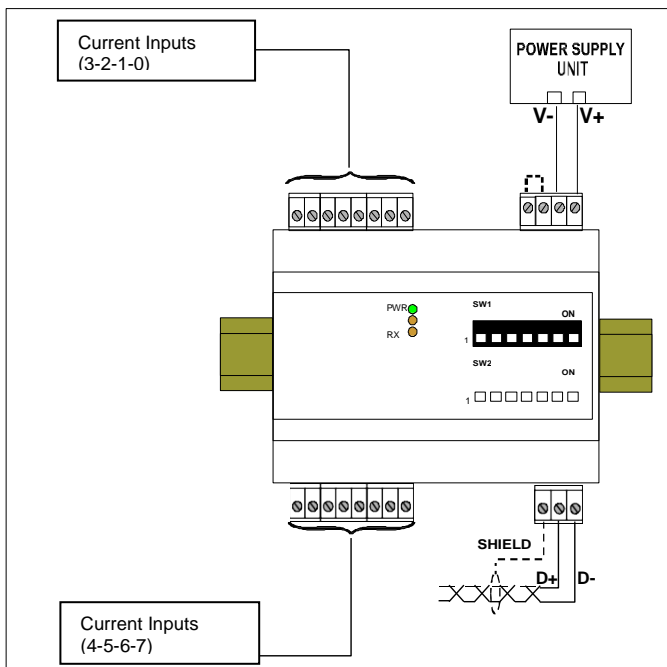 Current Inputs
(3-2-1-0)
POWER SUPPLY
UNIT
V- V+
PWR
RX
SW1
ON
1
SW2
ON
1
SHIELD
D+ D-
Current Inputs
(4-5-6-7)